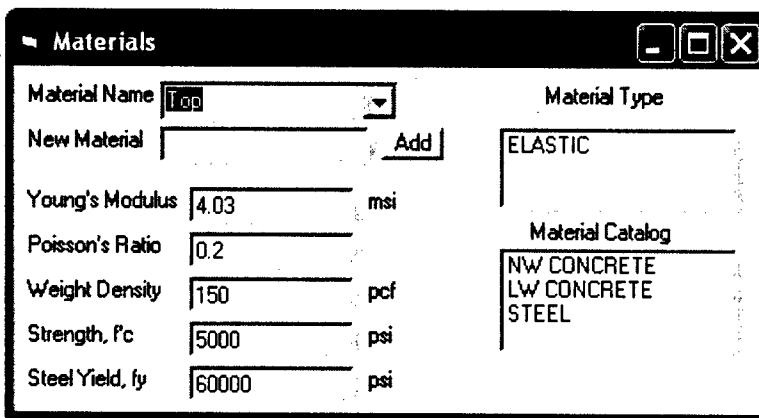 Materials
Material Name Top
New Material Add
Young's Modulus 4.03 msi
Poisson's Ratio 0.2
Weight Density 150 pcf
Strength, f'c 5000 psi
Steel Yield, fy 60000 psi
Material Type
ELASTIC
Material Catalog
NW CONCRETE
LW CONCRETE
STEEL